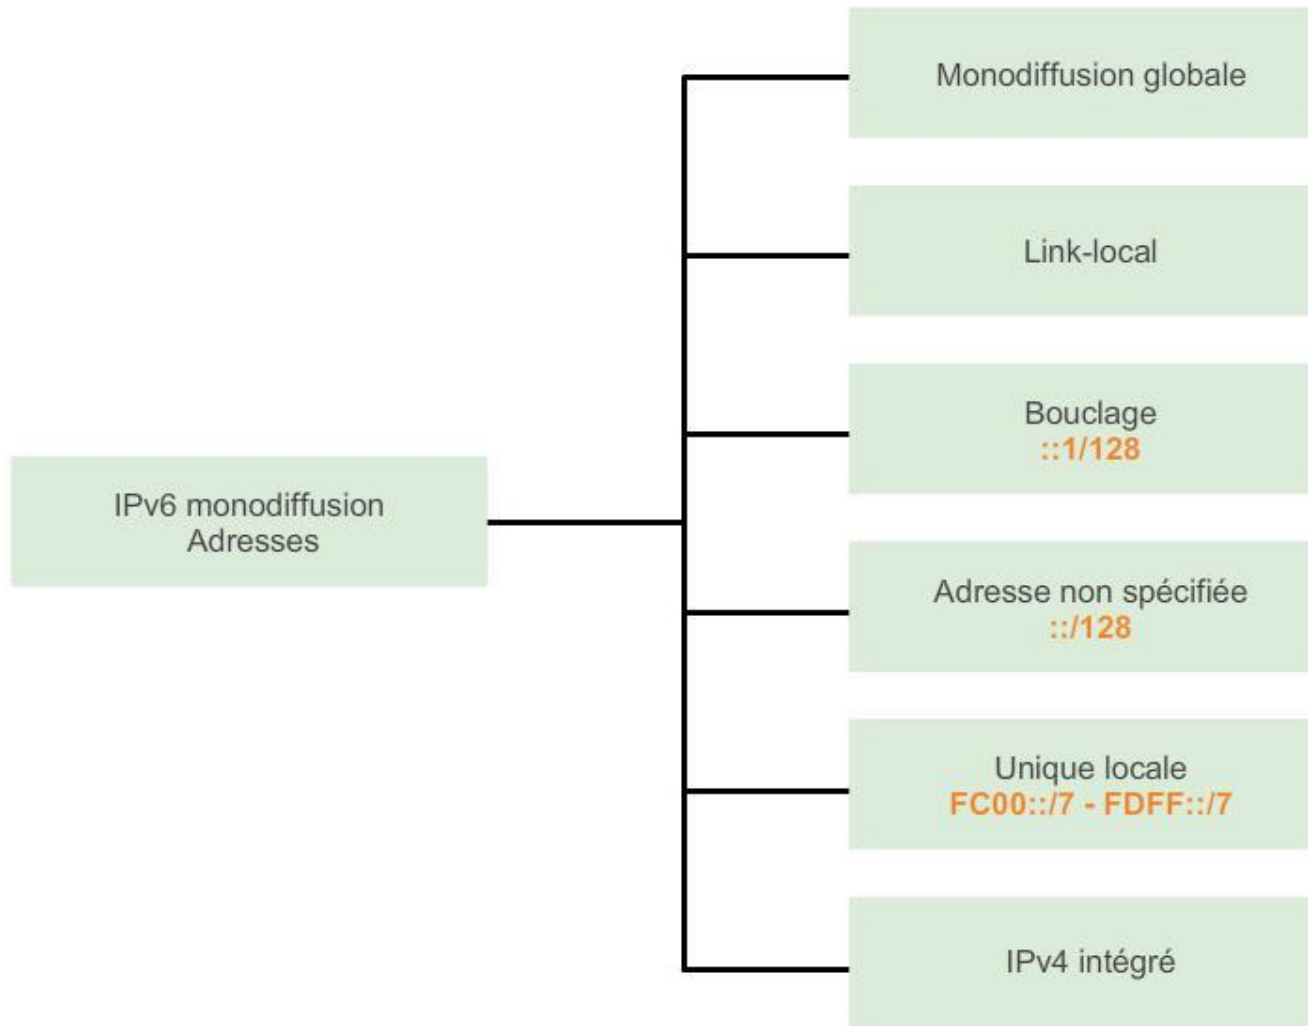 Monodiffusion globale
Link-local
Bouclage
::1/128
IPv6 monodiffusion
Adresses
Adresse non spécifiée
::/128
Unique locale
FC00::/7 - FDFF::/7
IPv4 intégré